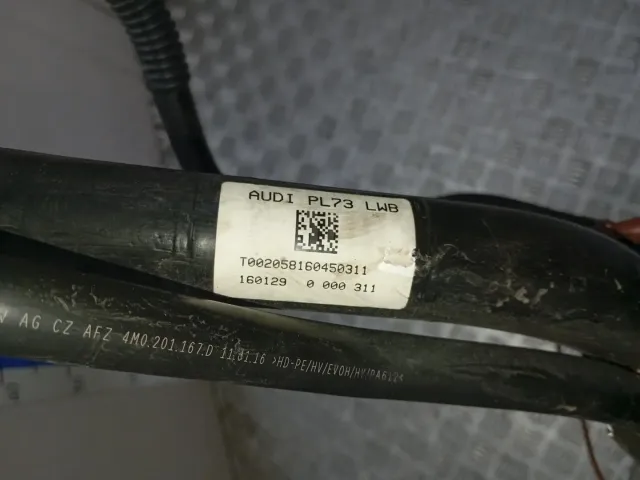 AUDI PL73 LWB
T002058160450311
160129 0 000 311
AG CZ AFZ 4M0.201.167.D 11.01.16 >HD-PE/HV/EVOH/HV/PA612<